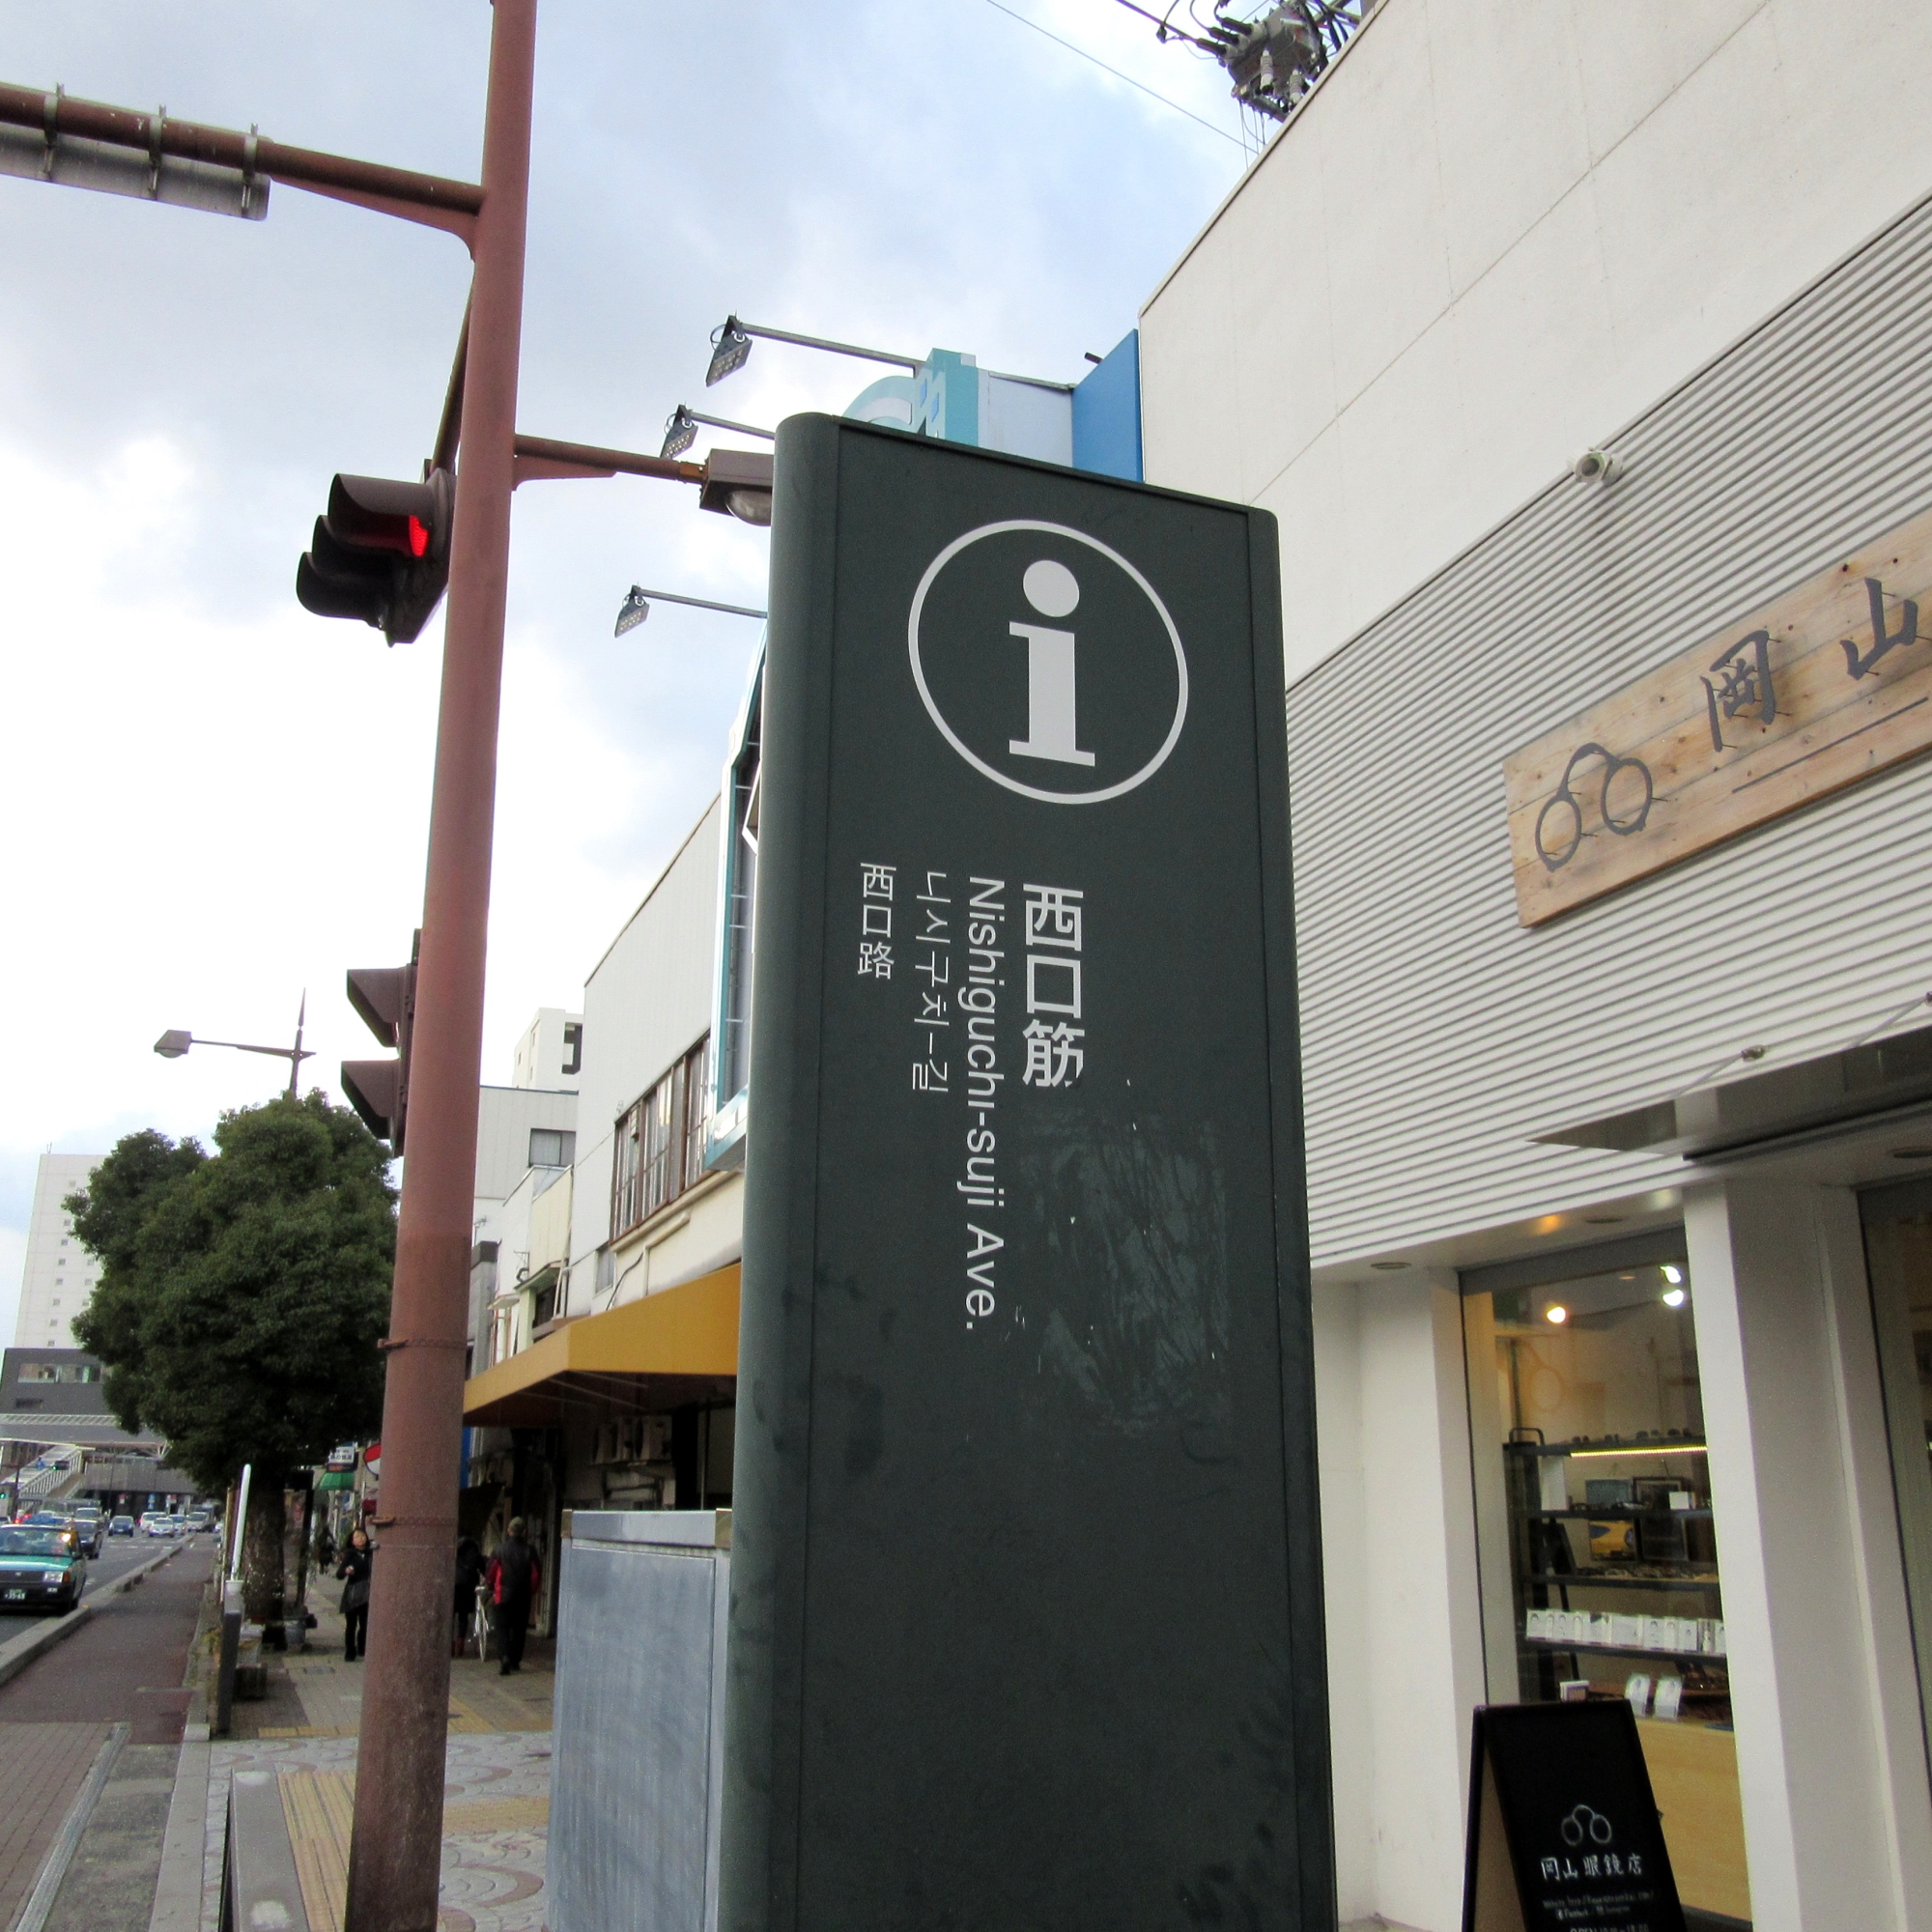 i
西口筋
Nishiguchi-suji Ave.
니시구치-길
西口路
岡山
岡山眼鏡店